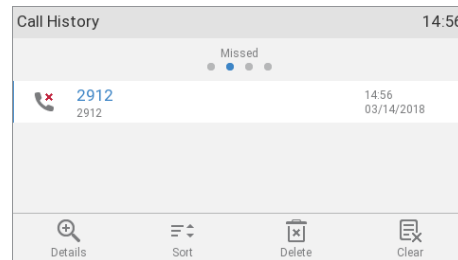 Call History 14:56
Missed
2912 14:56
2912 03/14/2018
Details Sort Delete Clear